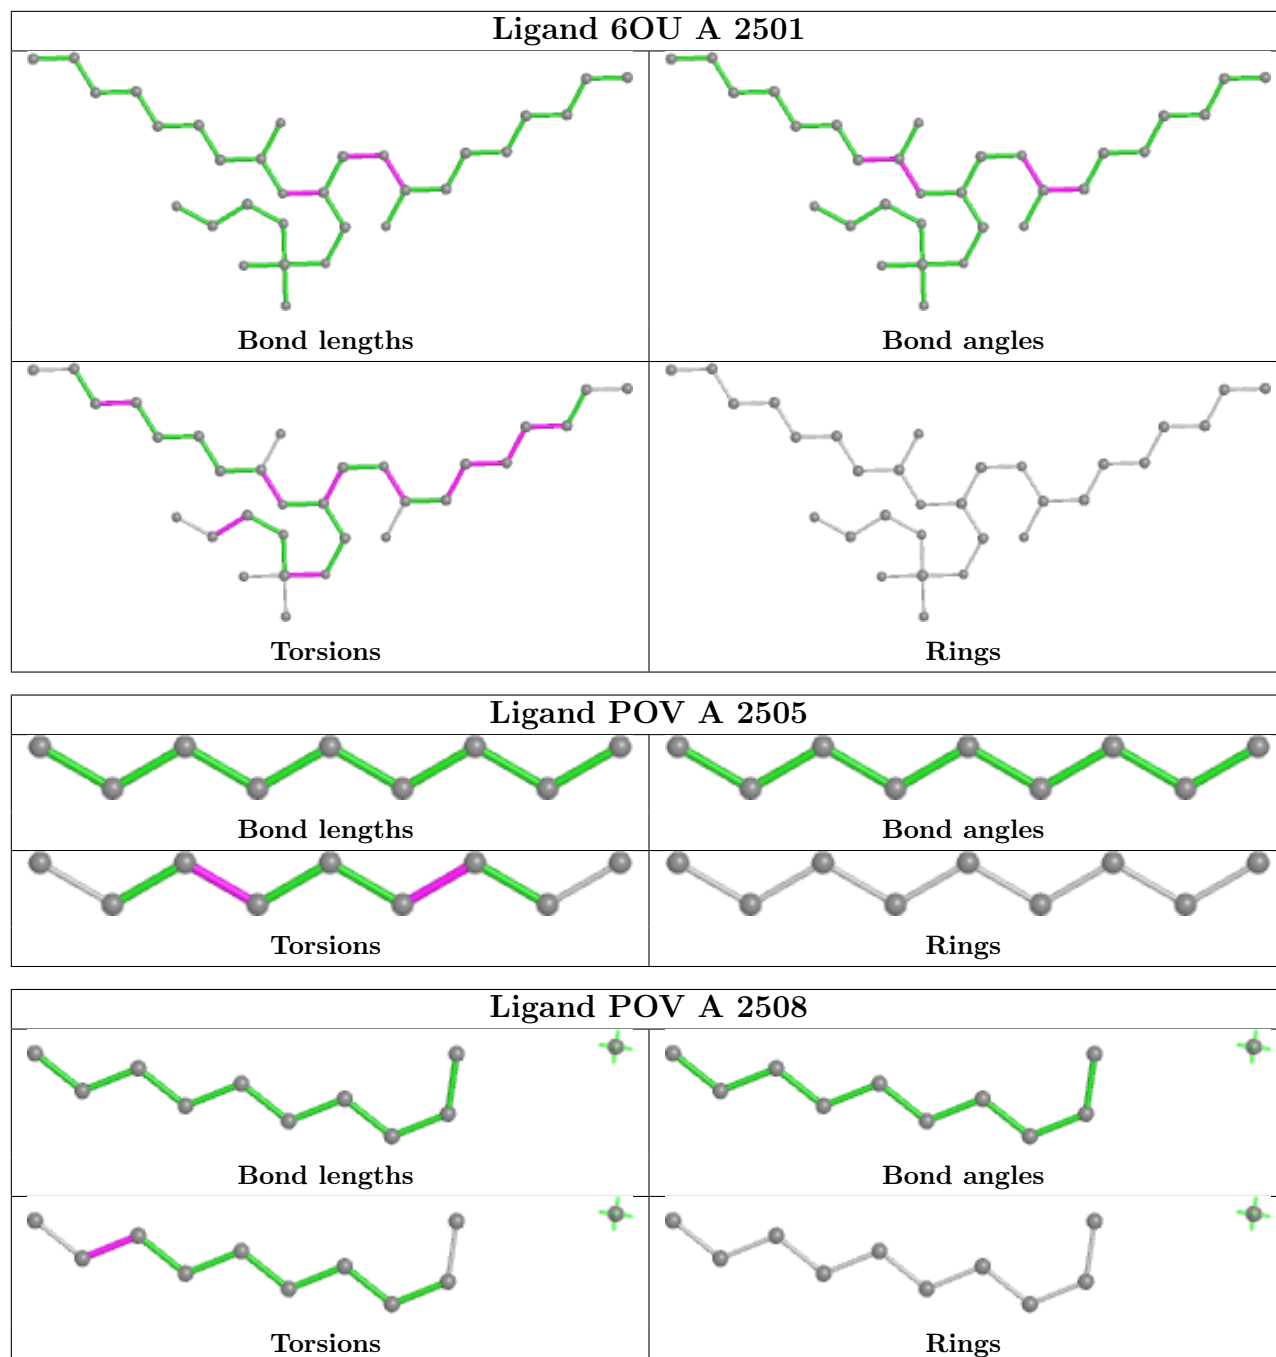 Ligand 6OU A 2501
Bond lengths
Bond angles
Torsions
Rings
Ligand POV A 2505
Bond lengths
Bond angles
Torsions
Rings
Ligand POV A 2508
Bond lengths
Bond angles
Torsions
Rings